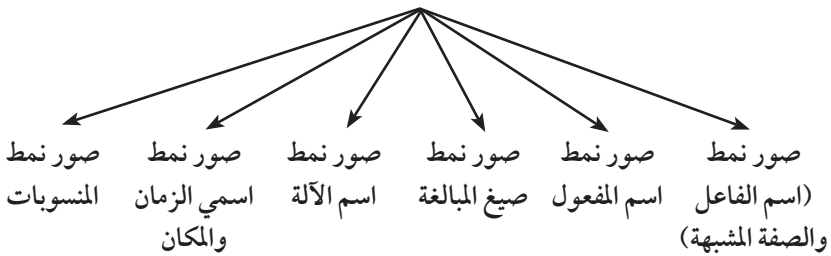 صور نمط
(اسم الفاعل
والصفة المشبهة)
صور نمط
اسم المفعول
صور نمط
صيغ المبالغة
صور نمط
اسم الآلة
صور نمط
اسمي الزمان
والمكان
صور نمط
المنسوبات